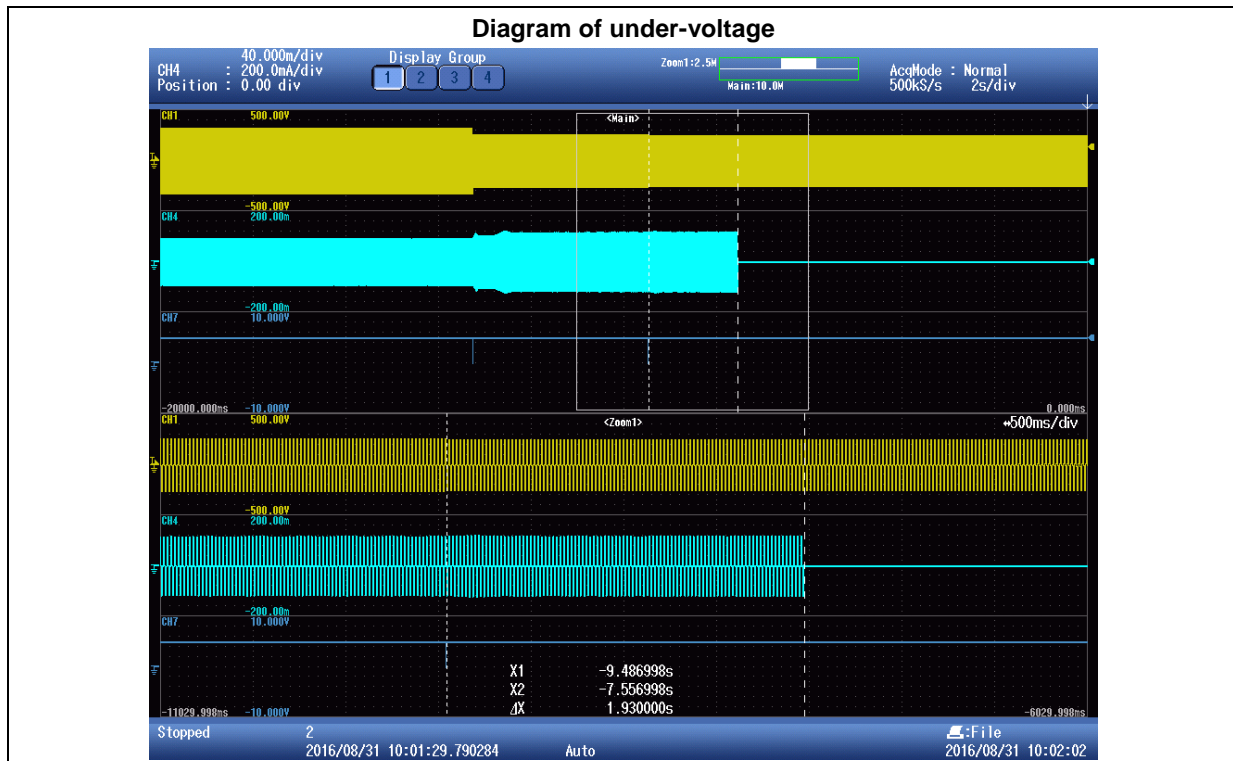 Diagram of under-voltage
40.000m/div
CH4 : 200.0mA/div
Position : 0.00 div
Display Group
1 2 3 4
Zoom1:2.5M
Main:10.0M
AcqMode : Normal
500kS/s 2s/div
CH1 500.00V
<Main>
-500.00V
CH4 200.00m
-200.00m
CH7 10.000V
-20000.000ms -10.000V 0.000ms
CH1 500.00V <Zoom1> 500ms/div
-500.00V
CH4 200.00m
-200.00m
CH7 10.000V
X1 -9.486998s
X2 -7.556998s
ΔX 1.930000s
-11029.998ms -10.000V -6029.998ms
Stopped 2 :File
2016/08/31 10:01:29.790284 Auto 2016/08/31 10:02:02